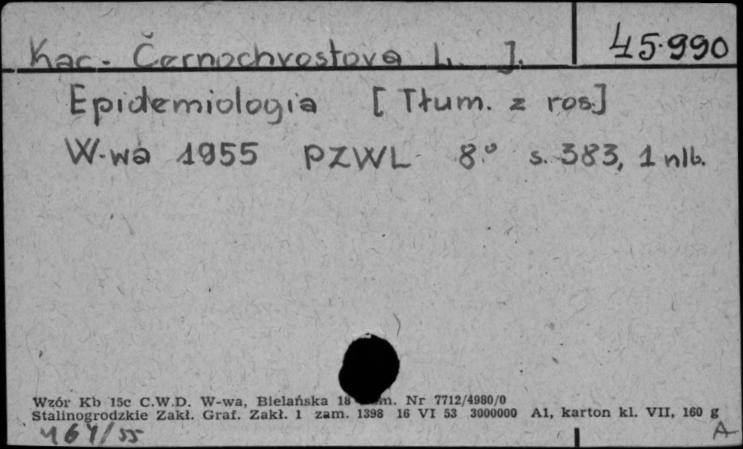 Kac-Černochvostova L. J. 45.990
Epidemiologia [Tłum. z ros]
W-wa 1955 PZWL 8° s. 383, 1 nlb.
Wzór Kb 15c C.W.D. W-wa, Bielańska 18 Nr 7712/4980/0
Stalinogrodzkie Zakł. Graf. Zakł. 1 zam. 1398 16 VI 53 3000000 A1, karton kl. VII, 160 g
A